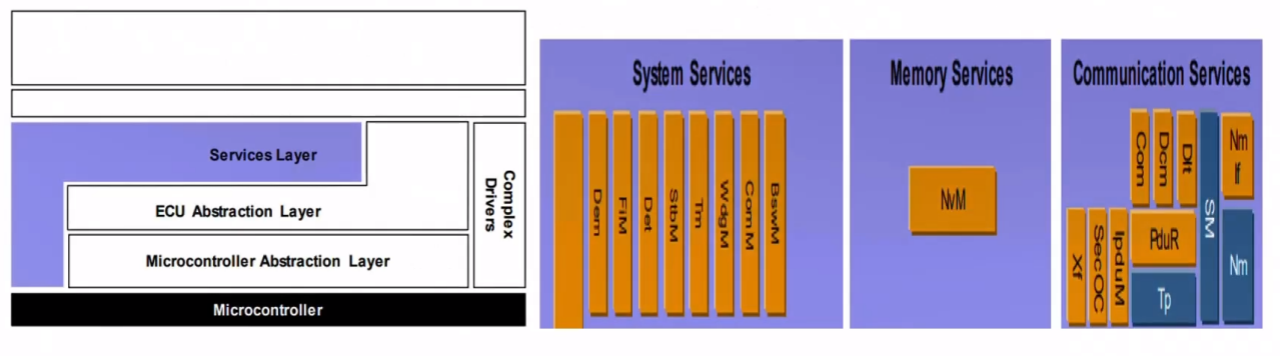 Services Layer
ECU Abstraction Layer
Microcontroller Abstraction Layer
Complex
Drivers
Microcontroller
System Services
Dem
FiM
Det
StbM
Tm
WdgM
ComM
BswM
Memory Services
NvM
Communication Services
Com
Dcm
Dlt
SM
Nm
If
Xf
SecOC
IpduM
PduR
Tp
Nm